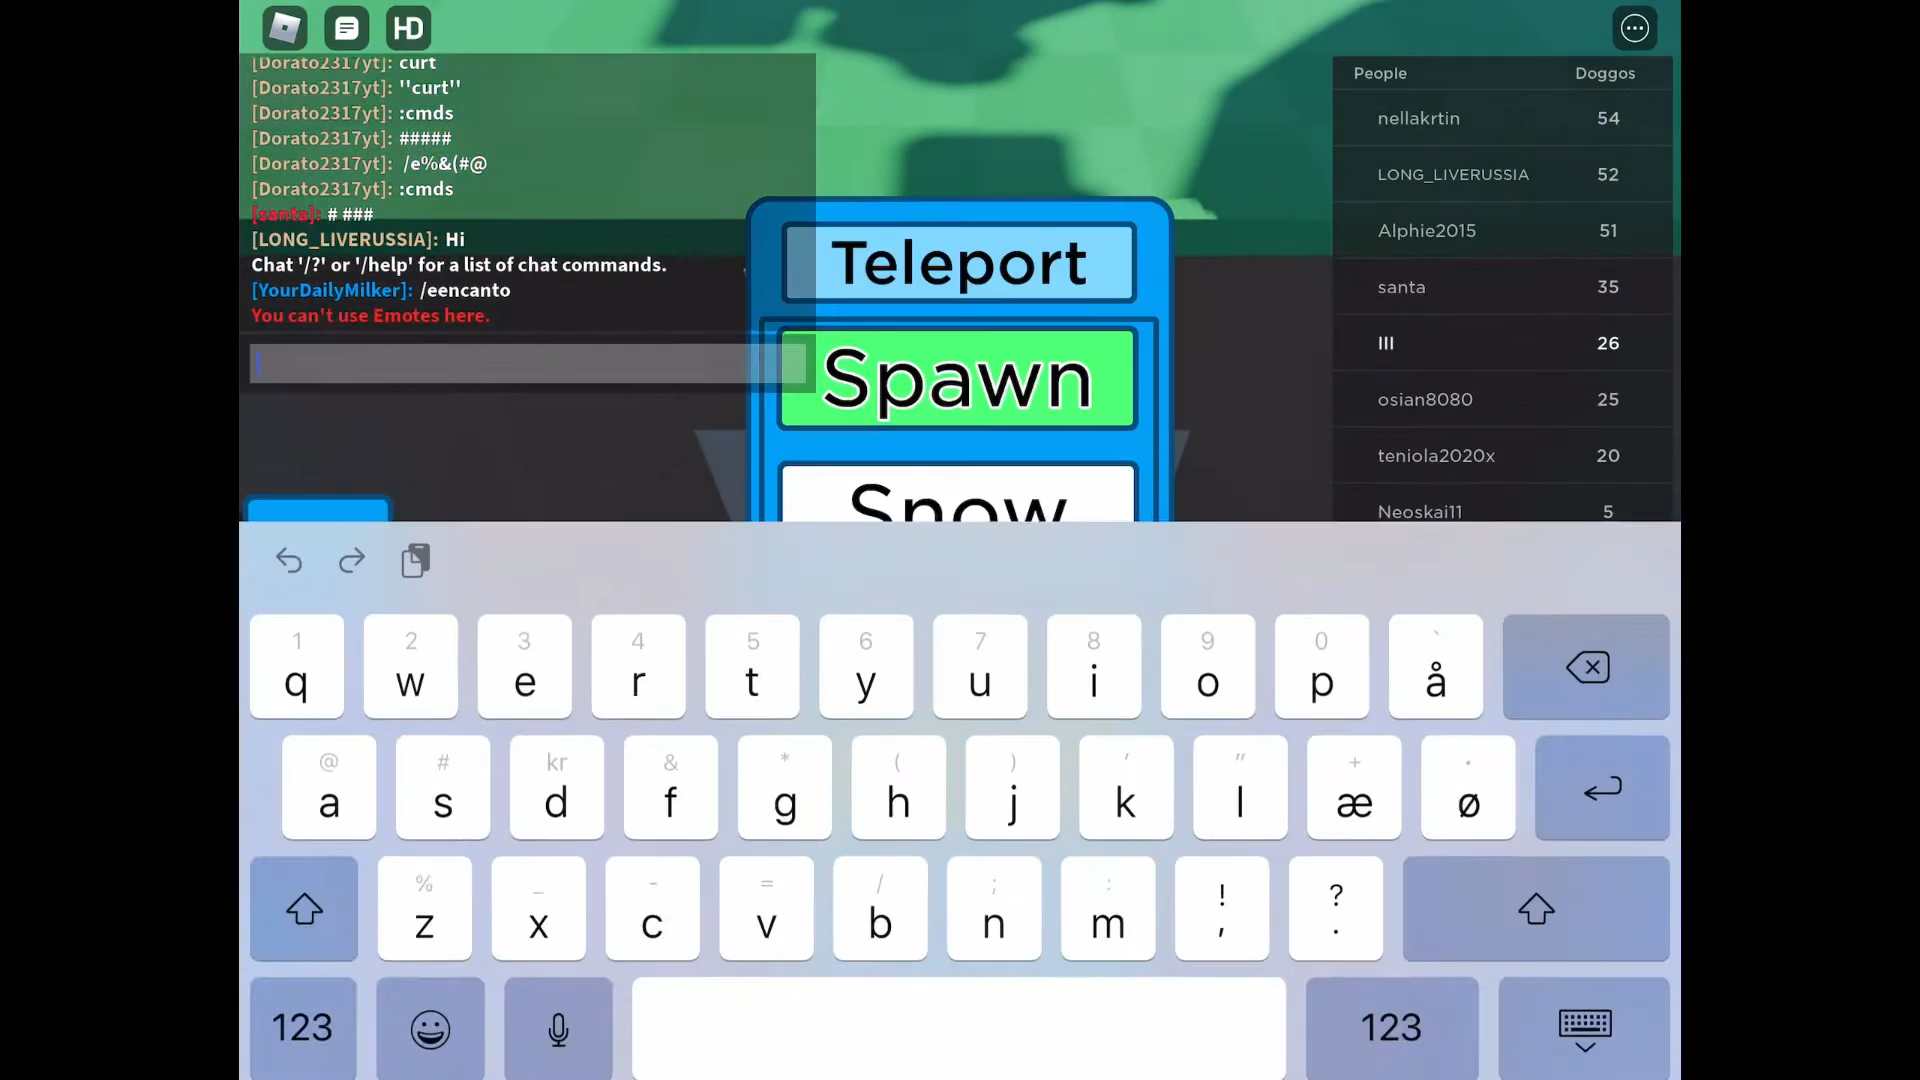 HD
[Dorato2317yt]: curt
[Dorato2317yt]: ''curt''
[Dorato2317yt]: :cmds
[Dorato2317yt]: #####
[Dorato2317yt]: /e%&(#@
[Dorato2317yt]: :cmds
[santa]: # ###
[LONG_LIVERUSSIA]: Hi
Chat '/?' or '/help' for a list of chat commands.
[YourDailyMilker]: /eencanto
You can't use Emotes here.
Teleport
Spawn
Snow
People Doggos
nellakrtin 54
LONG_LIVERUSSIA 52
Alphie2015 51
santa 35
III 26
osian8080 25
teniola2020x 20
Neoskai11 5
1 2 3 4 5 6 7 8 9 0 `
q w e r t y u i o p å
@ # kr & * ( ) ' " + ·
a s d f g h j k l æ ø
% _ - = / ; : ! ?
z x c v b n m , .
123 123